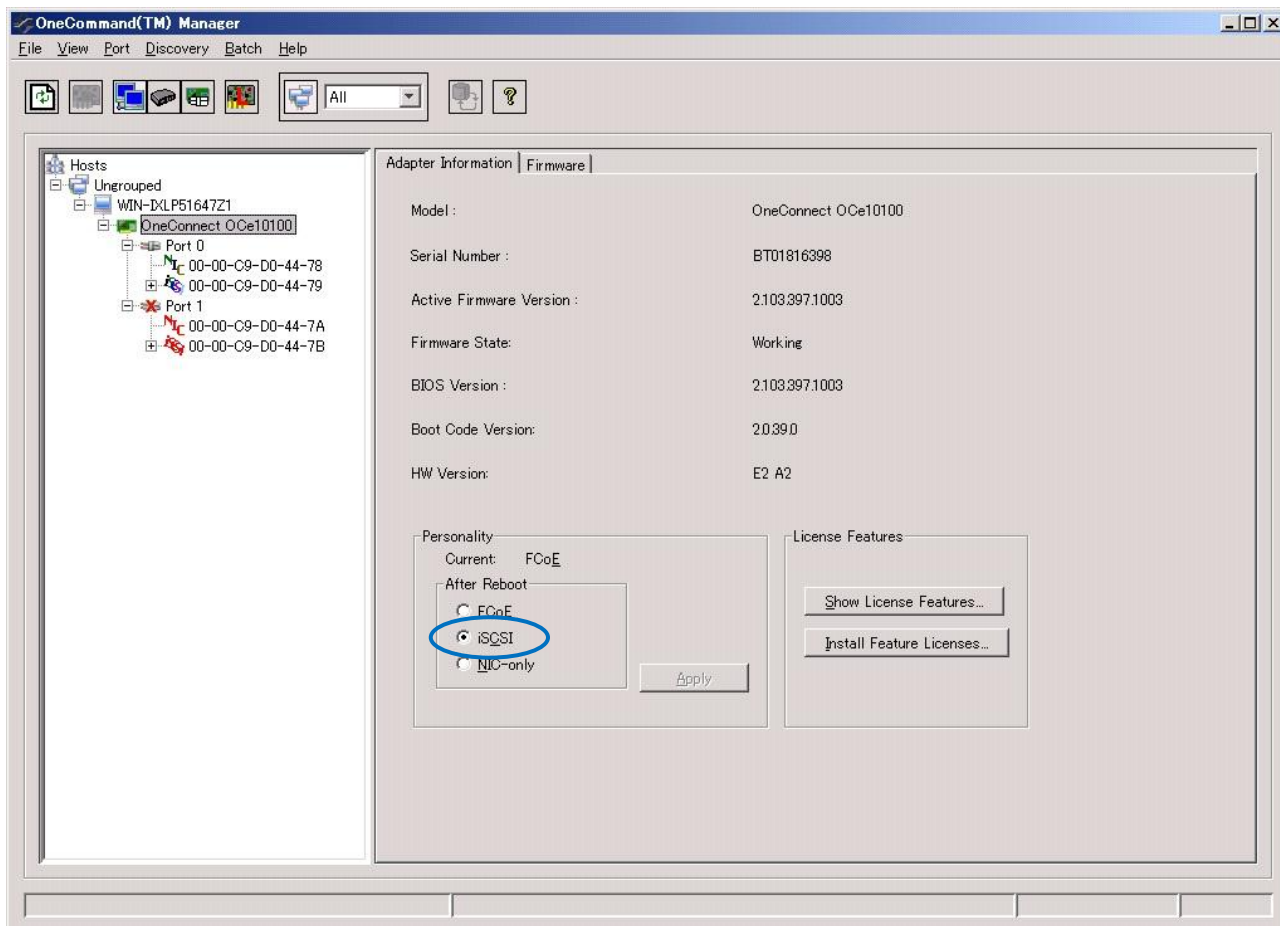 OneCommand(TM) Manager
File View Port Discovery Batch Help
All
Hosts
Ungrouped
WIN-IXLP51647Z1
OneConnect OCe10100
Port 0
NIC 00-00-C9-D0-44-78
00-00-C9-D0-44-79
Port 1
NIC 00-00-C9-D0-44-7A
00-00-C9-D0-44-7B
Adapter Information Firmware
Model : OneConnect OCe10100
Serial Number : BT01816398
Active Firmware Version : 2.103.397.1003
Firmware State: Working
BIOS Version : 2.103.397.1003
Boot Code Version: 2.0.39.0
HW Version: E2 A2
Personality
Current: FCoE
After Reboot
FCoE
iSCSI
NIC-only
Apply
License Features
Show License Features...
Install Feature Licenses...